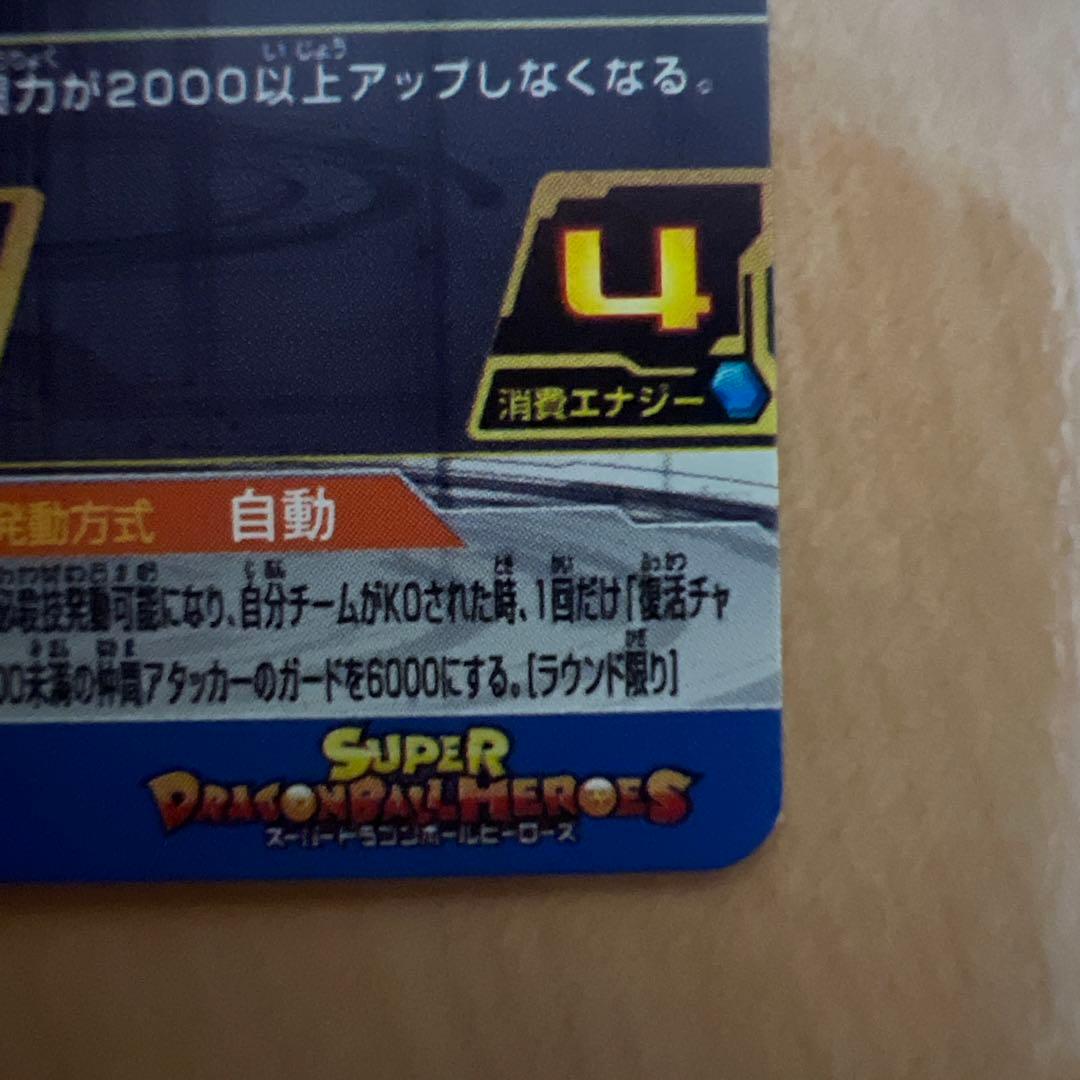 力が2000以上アップしなくなる。
4
消費エナジー
発動方式 自動
必殺技発動可能になり、自分チームがKOされた時、1回だけ「復活チャ
00未満の仲間アタッカーのガードを6000にする。[ラウンド限り]
SUPER
DRAGONBALL HEROES
スーパードラゴンボールヒーローズ